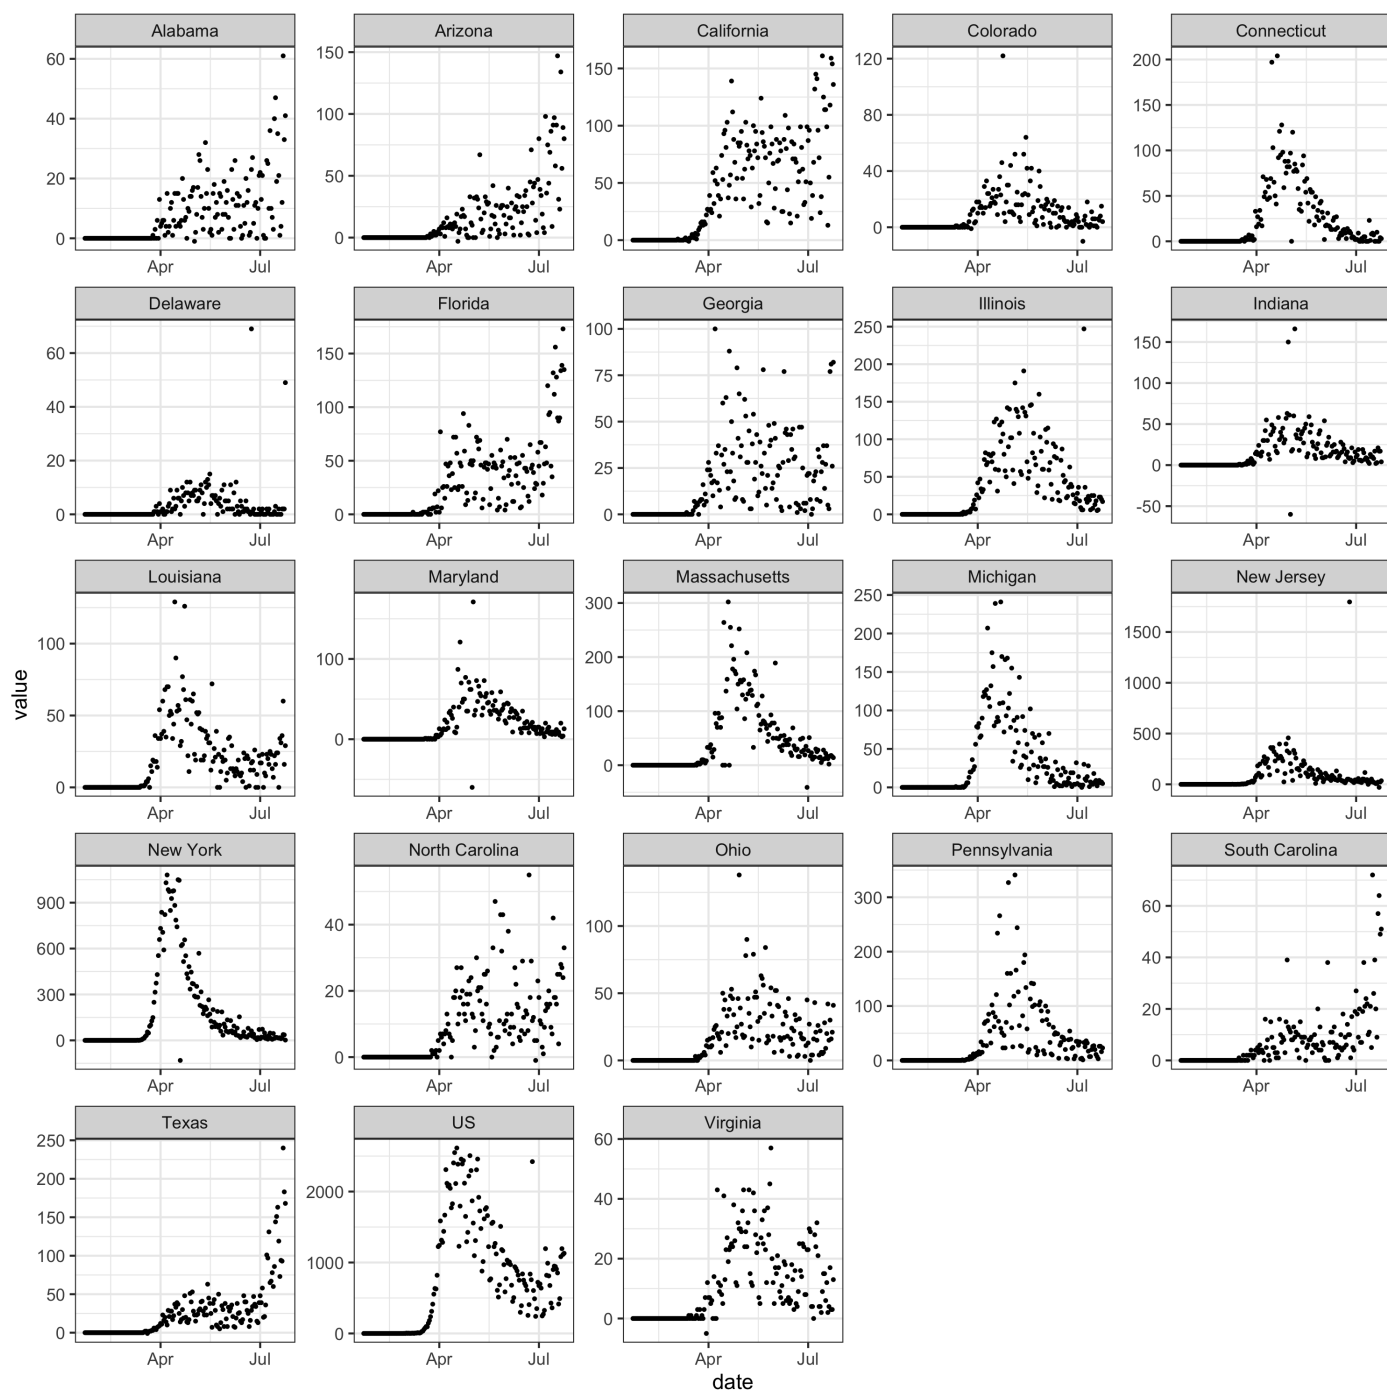 Alabama
60
40
20
0
Apr Jul
Arizona
150
100
50
0
Apr Jul
California
150
100
50
0
Apr Jul
Colorado
120
80
40
0
Apr Jul
Connecticut
200
150
100
50
0
Apr Jul
Delaware
60
40
20
0
Apr Jul
Florida
150
100
50
0
Apr Jul
Georgia
100
75
50
25
0
Apr Jul
Illinois
250
200
150
100
50
0
Apr Jul
Indiana
150
100
50
0
-50
Apr Jul
value
Louisiana
100
50
0
Apr Jul
Maryland
100
0
Apr Jul
Massachusetts
300
200
100
0
Apr Jul
Michigan
250
200
150
100
50
0
Apr Jul
New Jersey
1500
1000
500
0
Apr Jul
New York
900
600
300
0
Apr Jul
North Carolina
40
20
0
Apr Jul
Ohio
100
50
0
Apr Jul
Pennsylvania
300
200
100
0
Apr Jul
South Carolina
60
40
20
0
Apr Jul
Texas
250
200
150
100
50
0
Apr Jul
US
2000
1000
0
Apr Jul
Virginia
60
40
20
0
Apr Jul
date